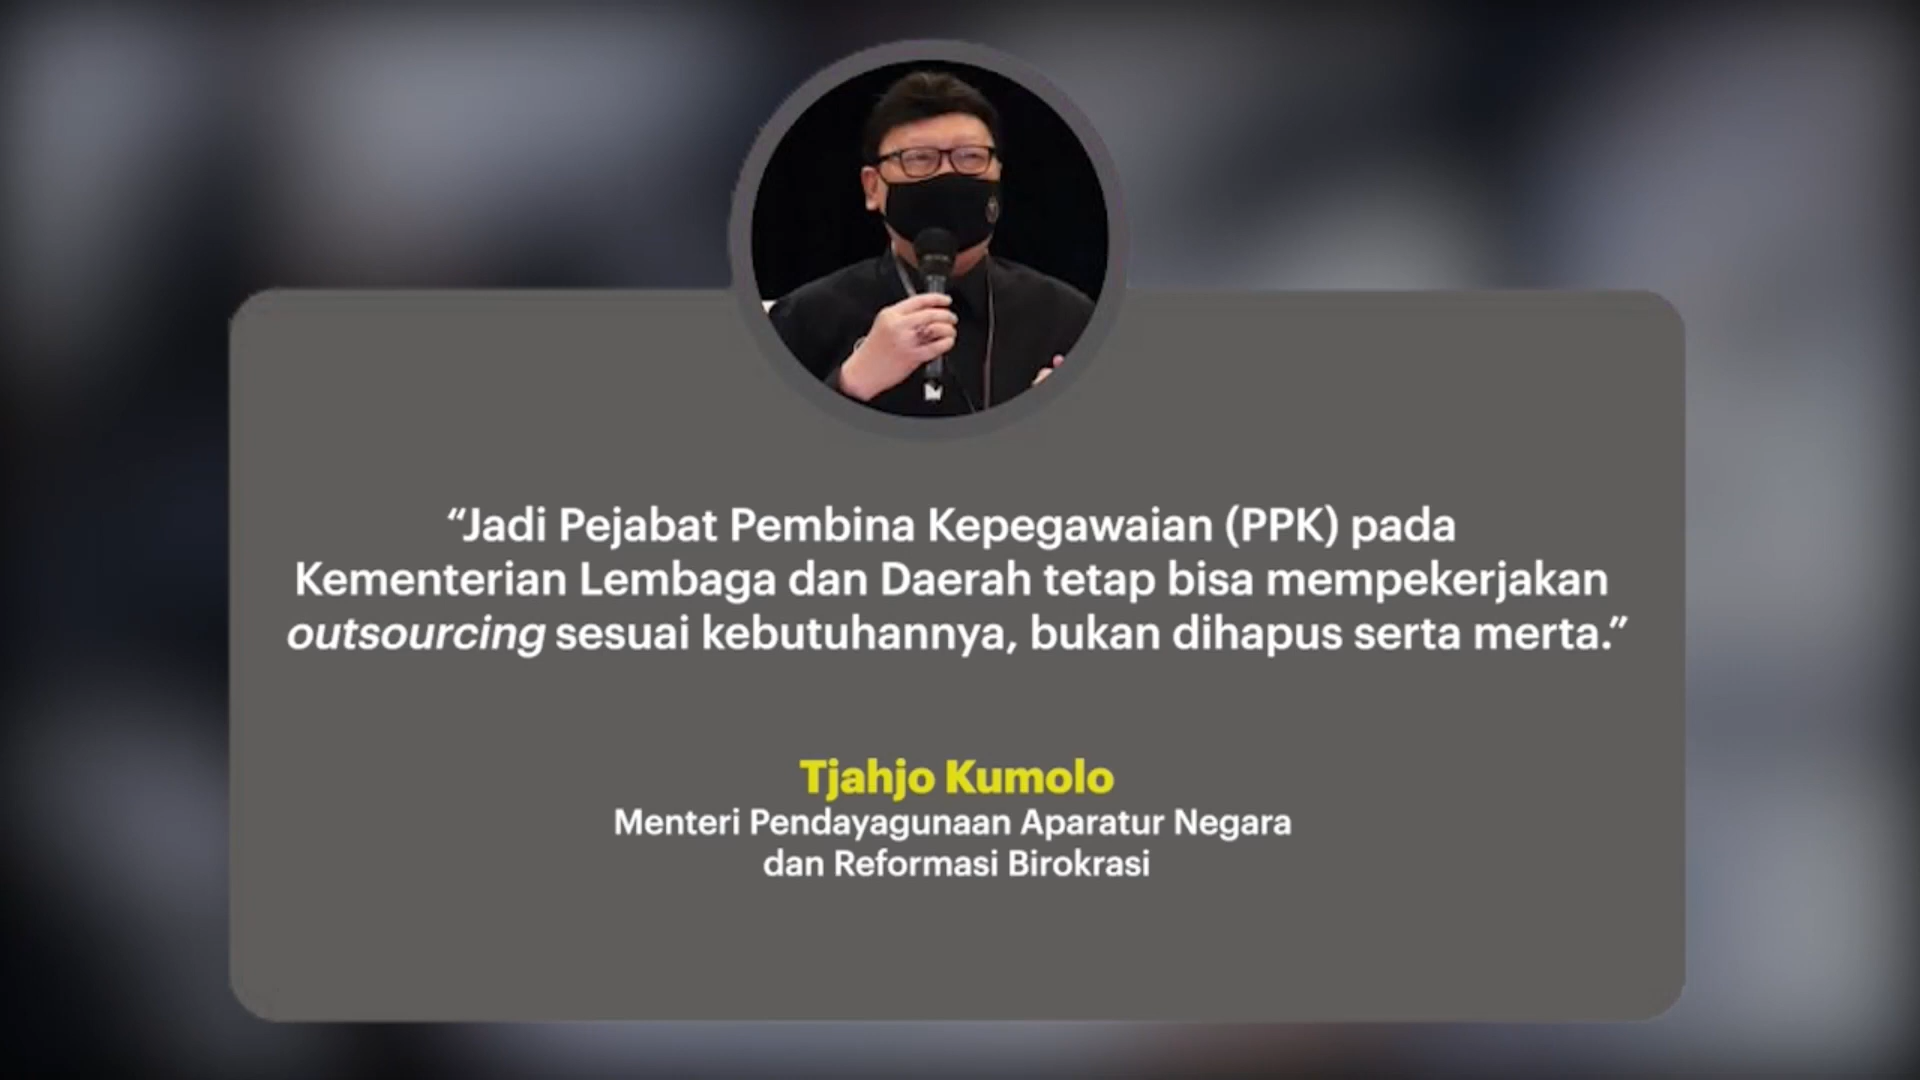 “Jadi Pejabat Pembina Kepegawaian (PPK) pada
Kementerian Lembaga dan Daerah tetap bisa mempekerjakan
outsourcing sesuai kebutuhannya, bukan dihapus serta merta.”
Tjahjo Kumolo
Menteri Pendayagunaan Aparatur Negara
dan Reformasi Birokrasi